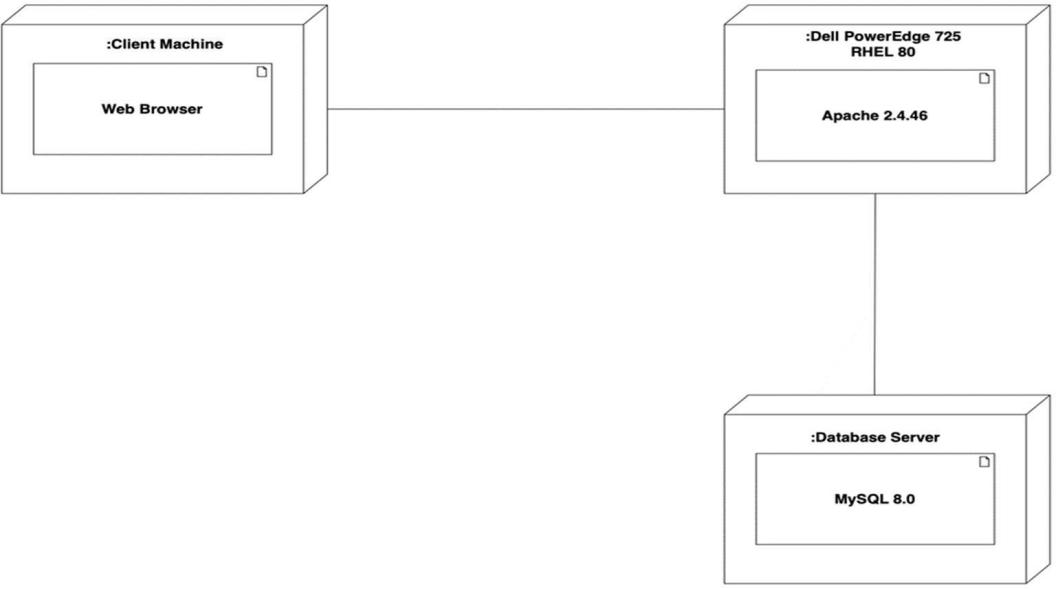 :Client Machine
Web Browser
:Dell PowerEdge 725
RHEL 80
Apache 2.4.46
:Database Server
MySQL 8.0